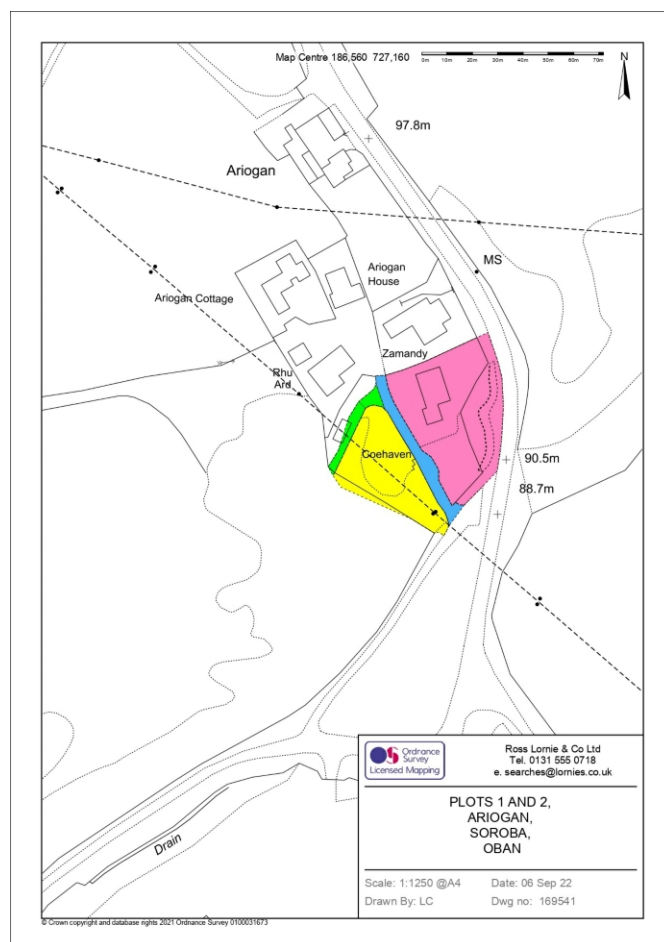 Map Centre 186,560 727,160
0m 10m 20m 30m 40m 50m 60m 70m
N
97.8m
Ariogan
MS
Ariogan
House
Ariogan Cottage
Zamandy
Rhu
Ard
Coehaven
90.5m
88.7m
Drain
Ordnance
Survey
Licensed Mapping
Ross Lornie & Co Ltd
Tel. 0131 555 0718
e. searches@lornies.co.uk
PLOTS 1 AND 2,
ARIOGAN,
SOROBA,
OBAN
Scale: 1:1250 @A4 Date: 06 Sep 22
Drawn By: LC Dwg no: 169541
© Crown copyright and database rights 2021 Ordnance Survey 0100031673